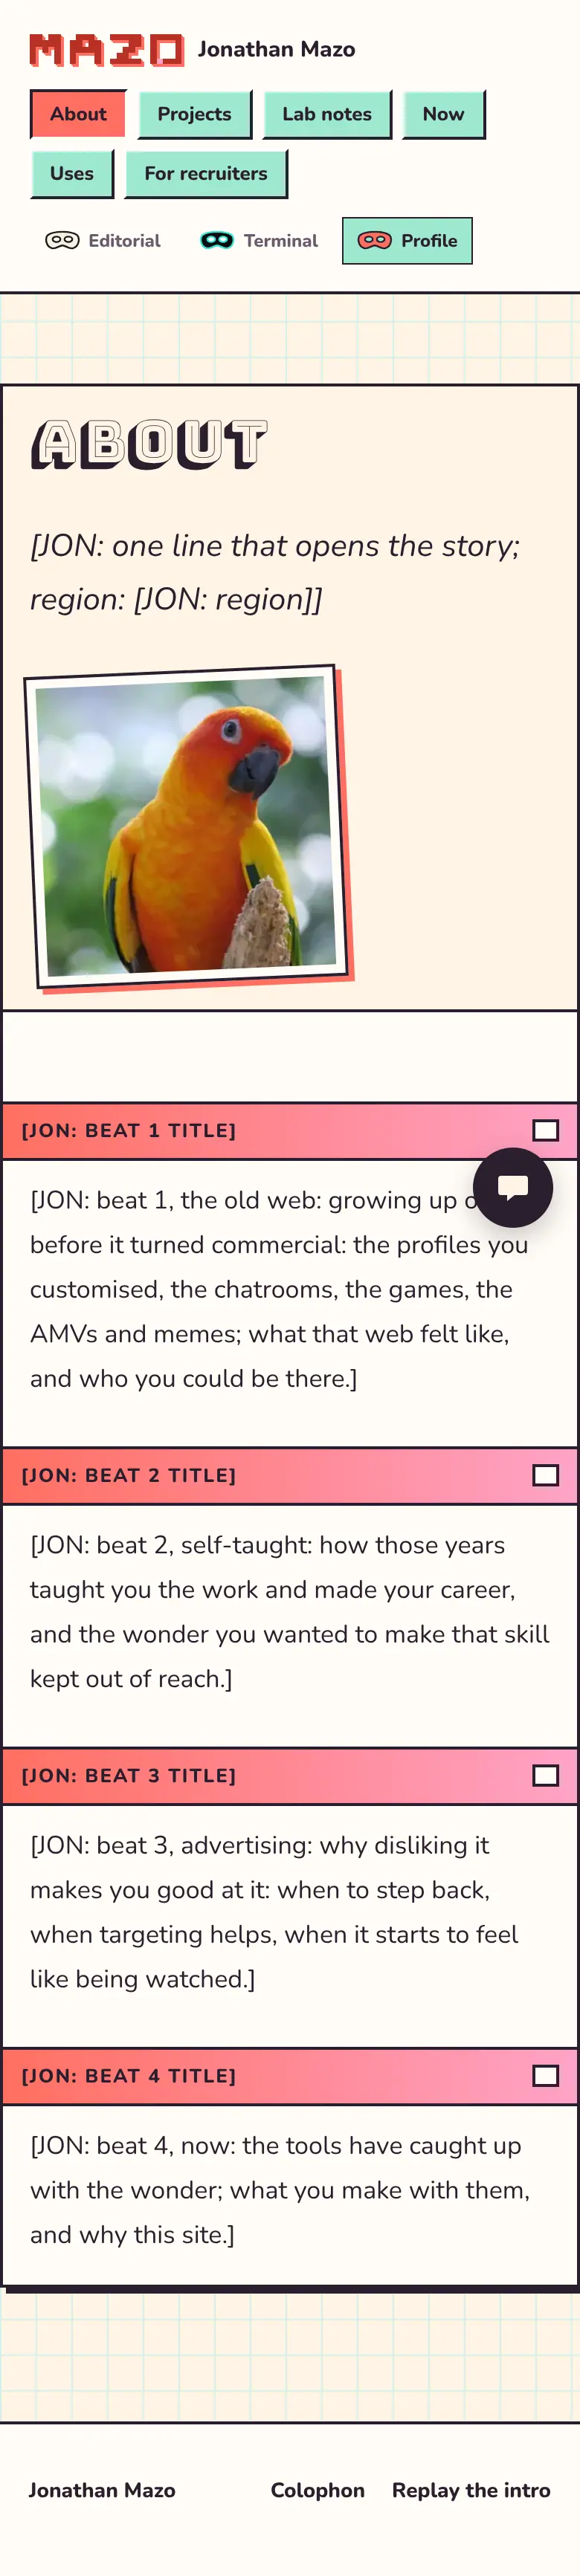 MAZO Jonathan Mazo
About Projects Lab notes Now
Uses For recruiters
Editorial Terminal Profile
ABOUT
[JON: one line that opens the story;
region: [JON: region]]
[JON: BEAT 1 TITLE]
[JON: beat 1, the old web: growing up
before it turned commercial: the profiles you
customised, the chatrooms, the games, the
AMVs and memes; what that web felt like,
and who you could be there.]
[JON: BEAT 2 TITLE]
[JON: beat 2, self-taught: how those years
taught you the work and made your career,
and the wonder you wanted to make that skill
kept out of reach.]
[JON: BEAT 3 TITLE]
[JON: beat 3, advertising: why disliking it
makes you good at it: when to step back,
when targeting helps, when it starts to feel
like being watched.]
[JON: BEAT 4 TITLE]
[JON: beat 4, now: the tools have caught up
with the wonder; what you make with them,
and why this site.]
Jonathan Mazo Colophon Replay the intro